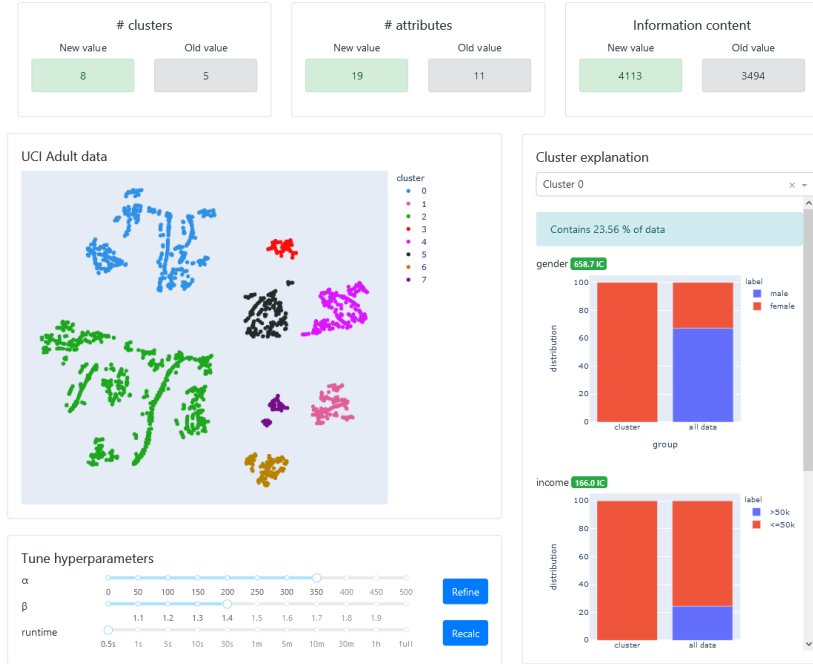 # clusters
New value Old value
8 5
# attributes
New value Old value
19 11
Information content
New value Old value
4113 3494
UCI Adult data
cluster
0
1
2
3
4
5
6
7
Tune hyperparameters
α
0 50 100 150 200 250 300 350 400 450 500
β
1.1 1.2 1.3 1.4 1.5 1.6 1.7 1.8 1.9
runtime
0.5s 1s 5s 10s 30s 1m 5m 10m 30m 1h full
Refine
Recalc
Cluster explanation
Cluster 0 ×
Contains 23.56 % of data
gender 658.7 IC
label
male
female
distribution
100
80
60
40
20
0
cluster all data
group
income 166.0 IC
label
>50k
<=50k
distribution
100
80
60
40
20
0
cluster all data